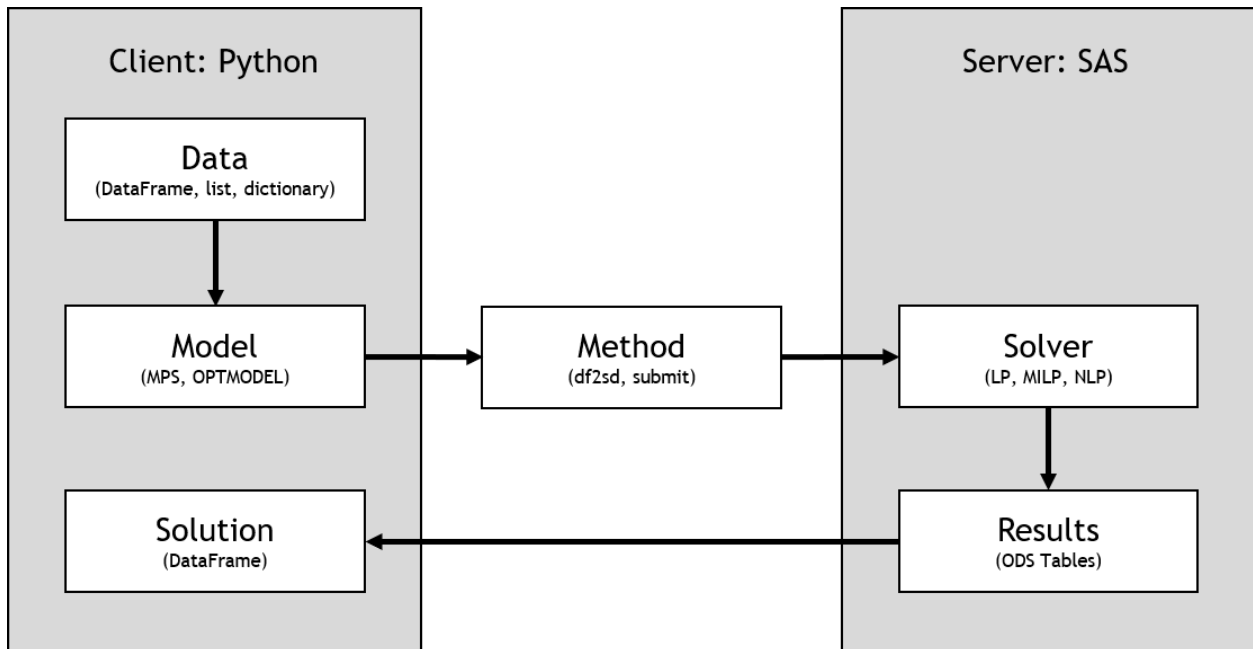 Client: Python
Server: SAS
Data
(DataFrame, list, dictionary)
Model
(MPS, OPTMODEL)
Method
(df2sd, submit)
Solver
(LP, MILP, NLP)
Solution
(DataFrame)
Results
(ODS Tables)